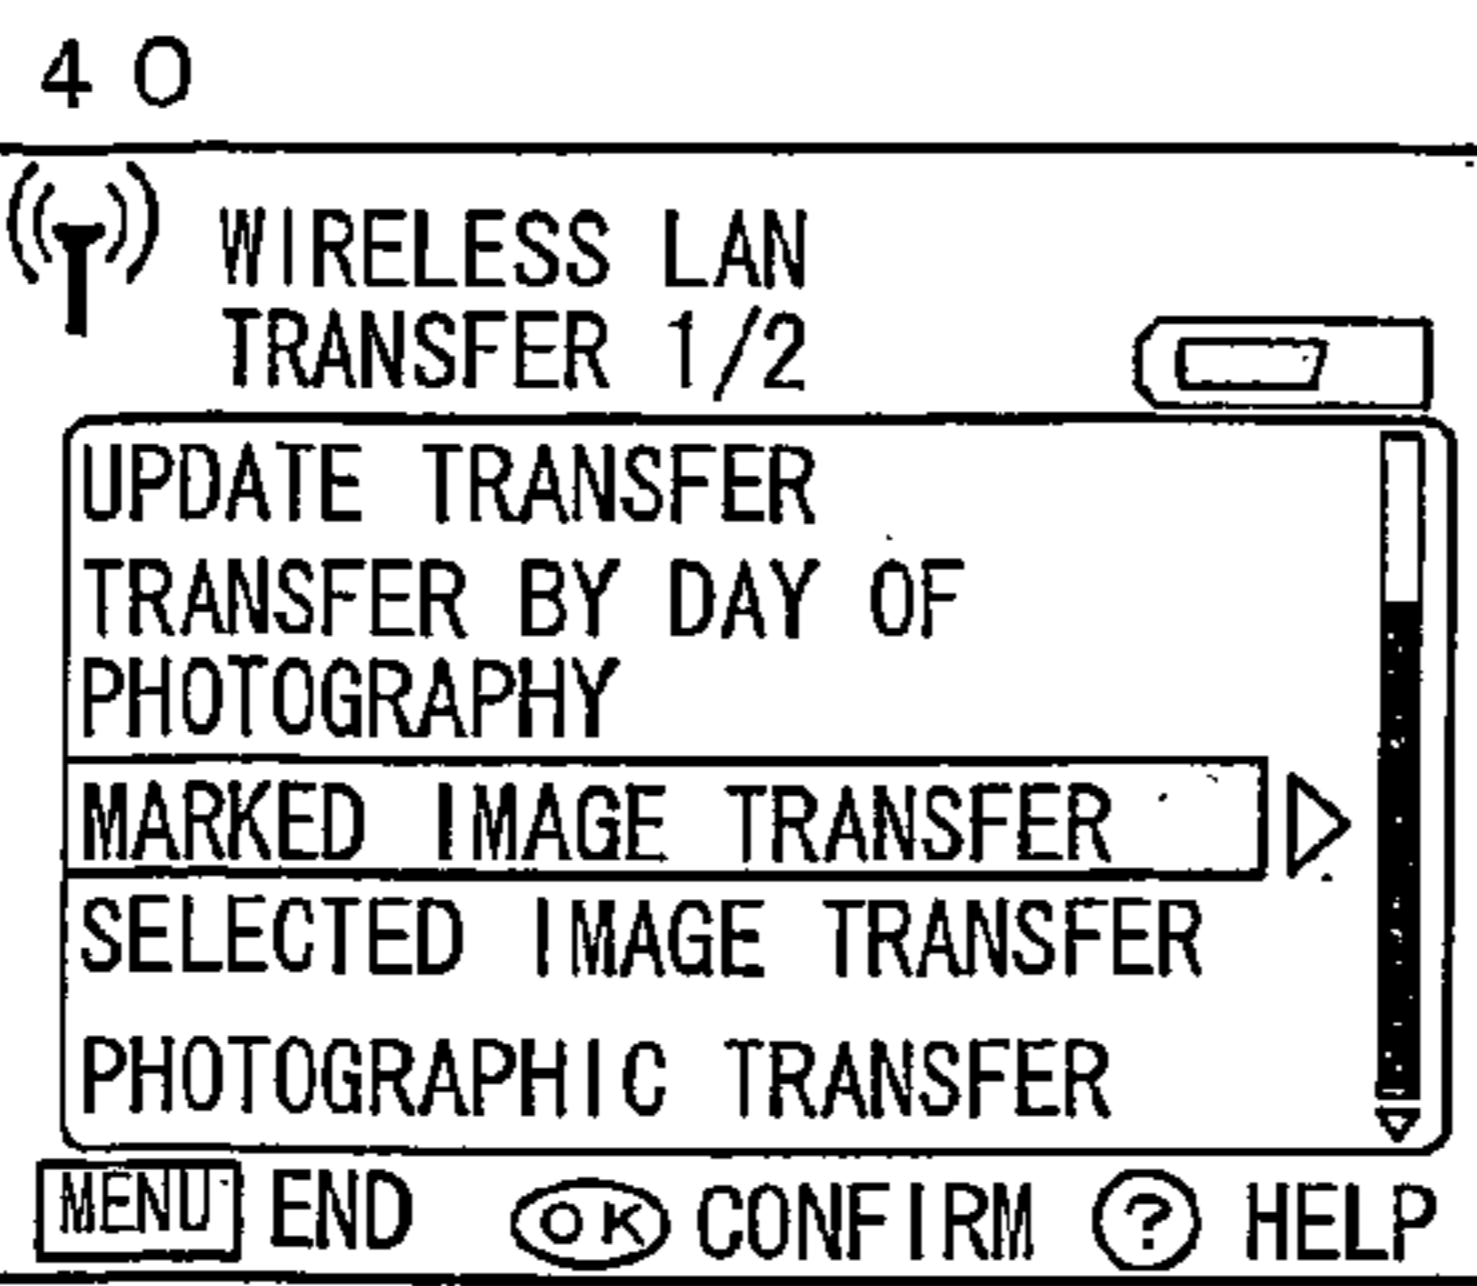 40
WIRELESS LAN
TRANSFER 1/2
UPDATE TRANSFER
TRANSFER BY DAY OF
PHOTOGRAPHY
MARKED IMAGE TRANSFER
SELECTED IMAGE TRANSFER
PHOTOGRAPHIC TRANSFER
MENU END OK CONFIRM ? HELP